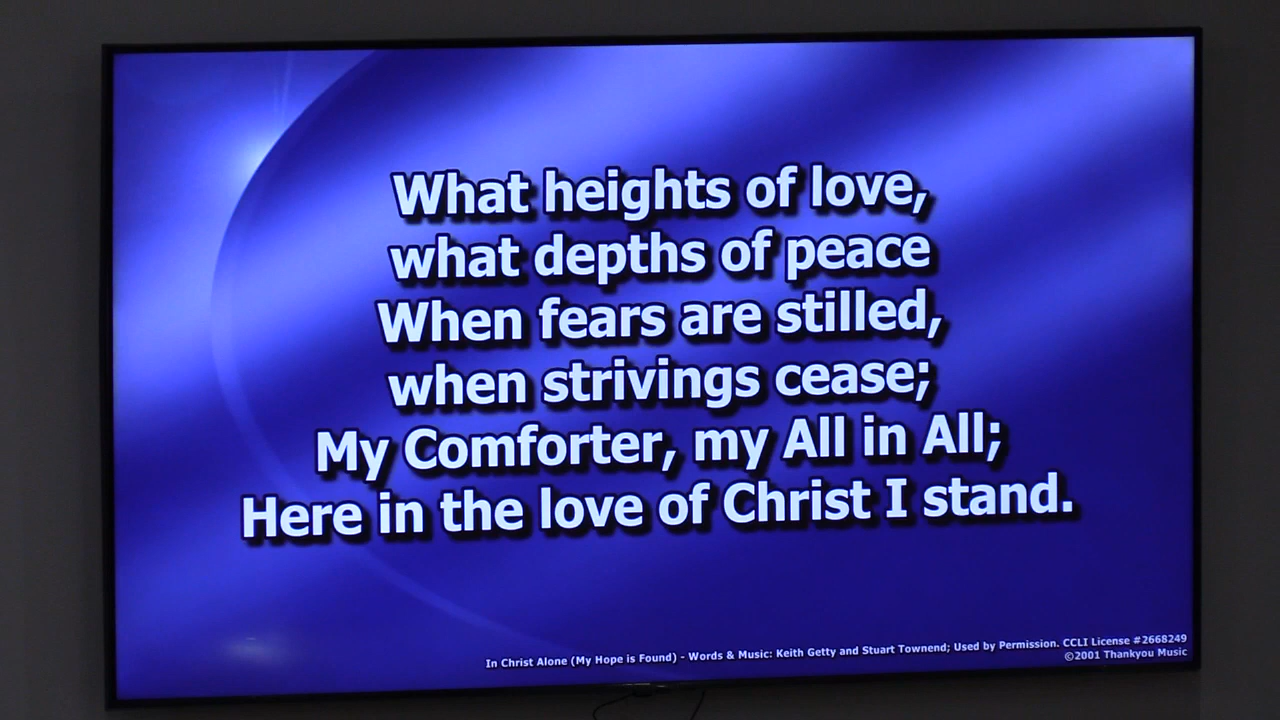 What heights of love,
what depths of peace
When fears are stilled,
when strivings cease;
My Comforter, my All in All;
Here in the love of Christ I stand.
In Christ Alone (My Hope is Found) - Words & Music: Keith Getty and Stuart Townend; Used by Permission. CCLI License #2668249
©2001 Thankyou Music